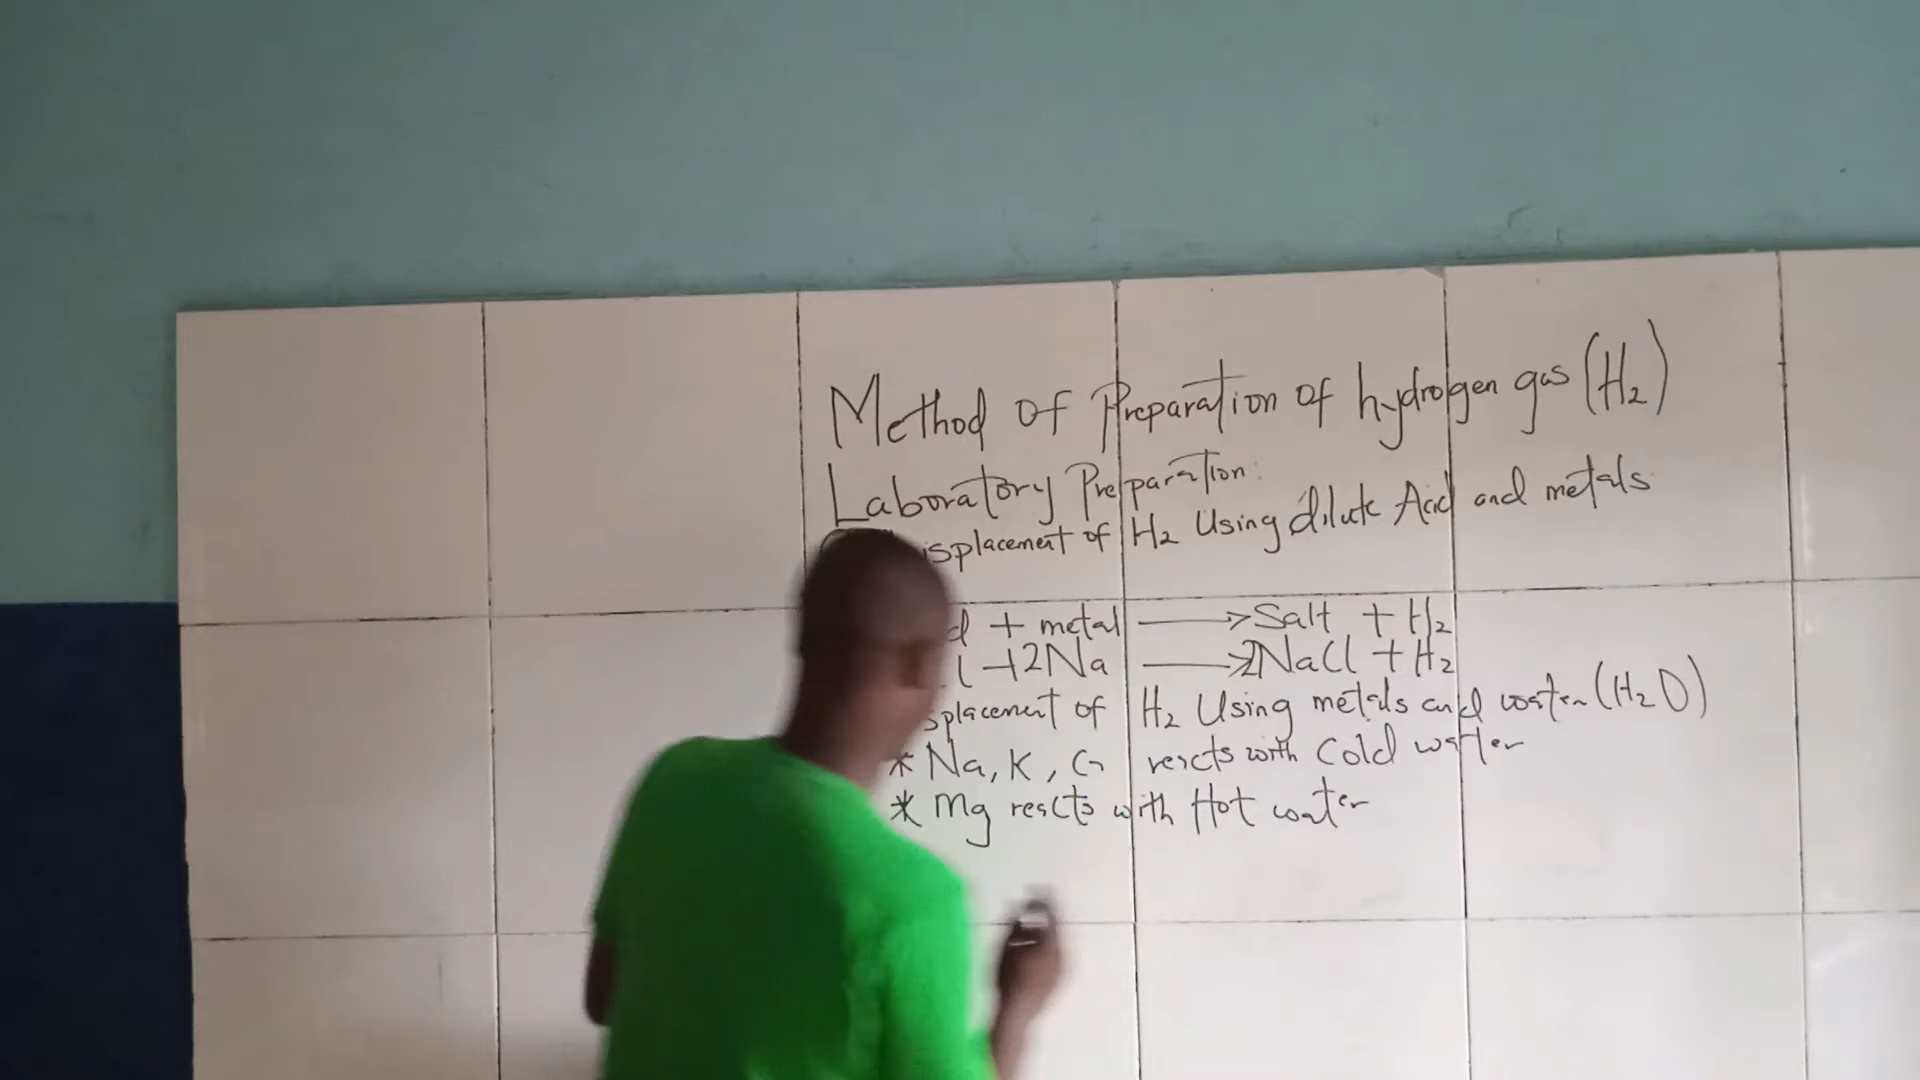 Method of Preparation of hydrogen gas (H₂)
Laboratory Preparation:
isplacement of H₂ Using dilute Acid and metals
d + metal → Salt + H₂
l + 2Na → 2NaCl + H₂
splacement of H₂ Using metals and water (H₂O)
* Na, K, Ca reacts with Cold water
* Mg reacts with Hot water